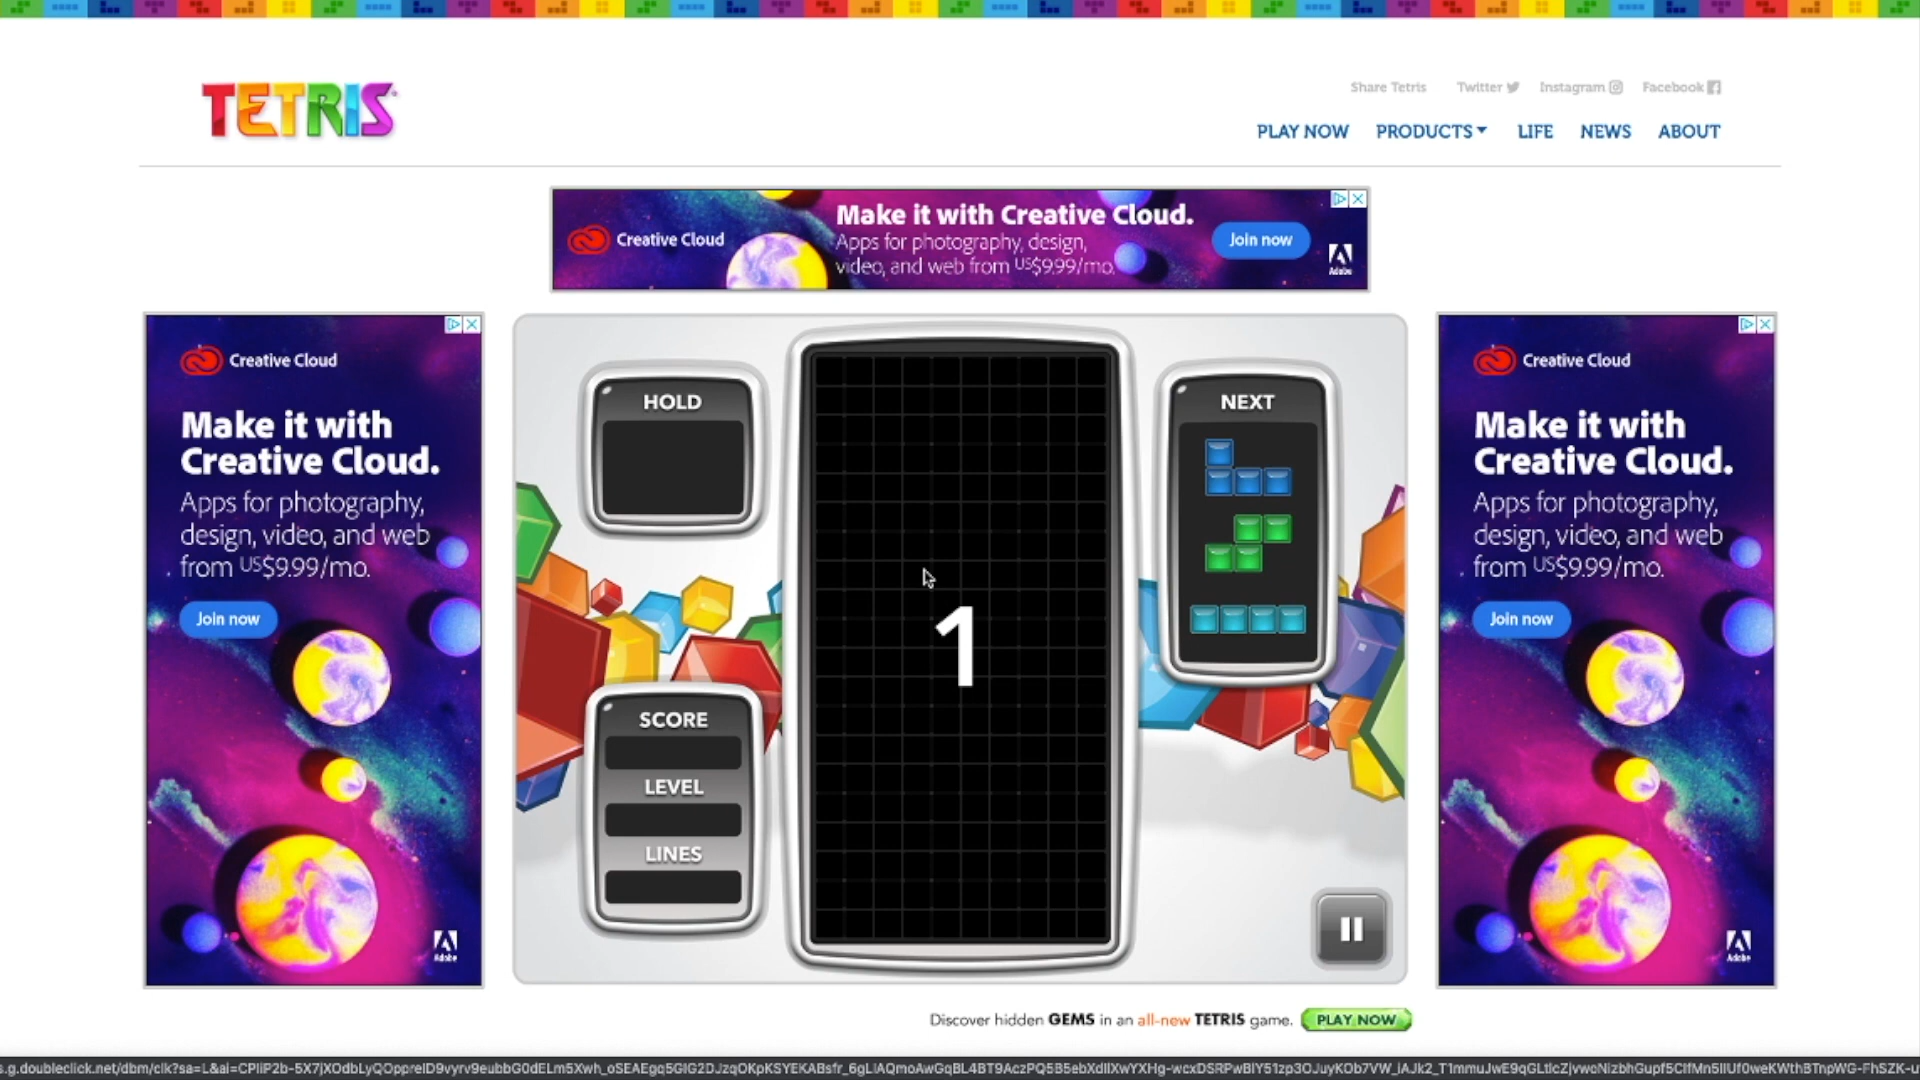 TETRIS
Share Tetris Twitter Instagram Facebook
PLAY NOW PRODUCTS LIFE NEWS ABOUT
Creative Cloud
Make it with Creative Cloud.
Apps for photography, design,
video, and web from US$9.99/mo.
Join now
Adobe
Creative Cloud
Make it with
Creative Cloud.
Apps for photography,
design, video, and web
from US$9.99/mo.
Join now
Adobe
HOLD
NEXT
1
SCORE
LEVEL
LINES
Creative Cloud
Make it with
Creative Cloud.
Apps for photography,
design, video, and web
from US$9.99/mo.
Join now
Adobe
Discover hidden GEMS in an all-new TETRIS game. PLAY NOW